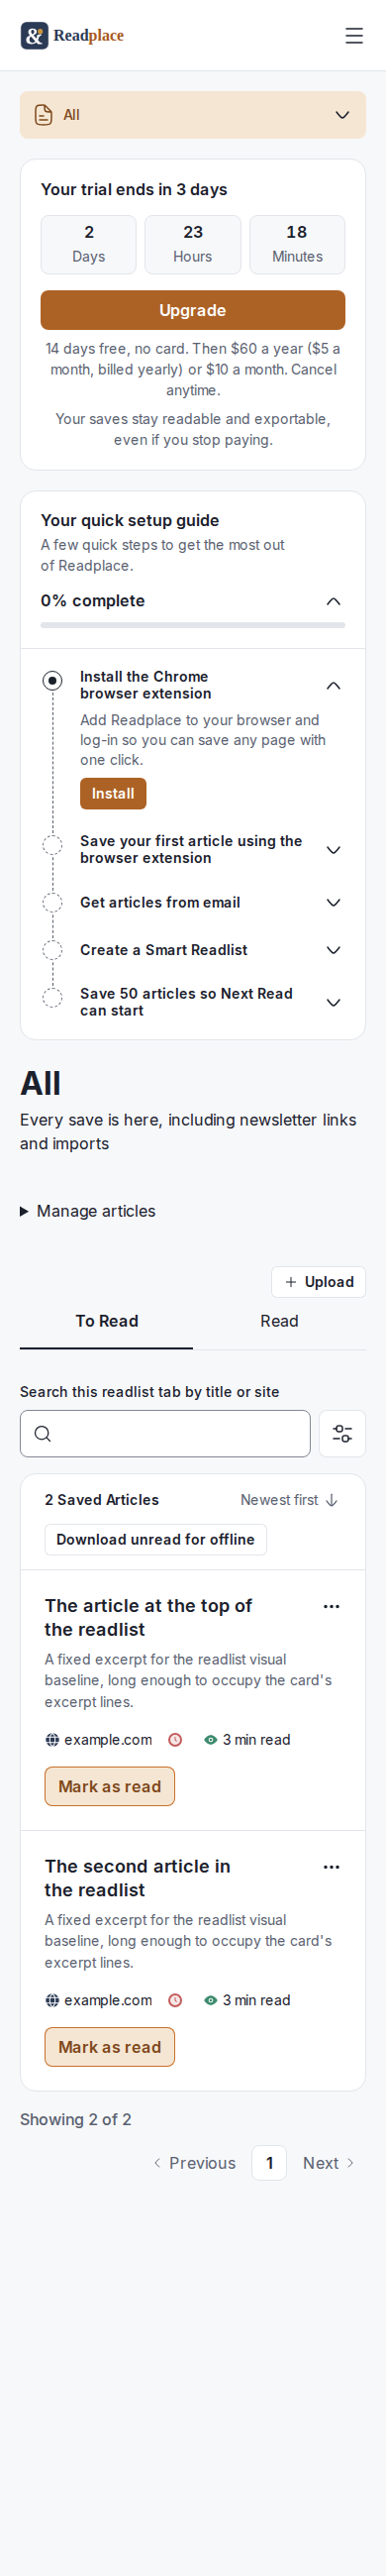 & Readplace
All
Your trial ends in 3 days
2 23 18
Days Hours Minutes
Upgrade
14 days free, no card. Then $60 a year ($5 a
month, billed yearly) or $10 a month. Cancel
anytime.
Your saves stay readable and exportable,
even if you stop paying.
Your quick setup guide
A few quick steps to get the most out
of Readplace.
0% complete
Install the Chrome
browser extension
Add Readplace to your browser and
log-in so you can save any page with
one click.
Install
Save your first article using the
browser extension
Get articles from email
Create a Smart Readlist
Save 50 articles so Next Read
can start
All
Every save is here, including newsletter links
and imports
Manage articles
Upload
To Read Read
Search this readlist tab by title or site
2 Saved Articles Newest first
Download unread for offline
The article at the top of
the readlist
A fixed excerpt for the readlist visual
baseline, long enough to occupy the card's
excerpt lines.
example.com 3 min read
Mark as read
The second article in
the readlist
A fixed excerpt for the readlist visual
baseline, long enough to occupy the card's
excerpt lines.
example.com 3 min read
Mark as read
Showing 2 of 2
Previous 1 Next